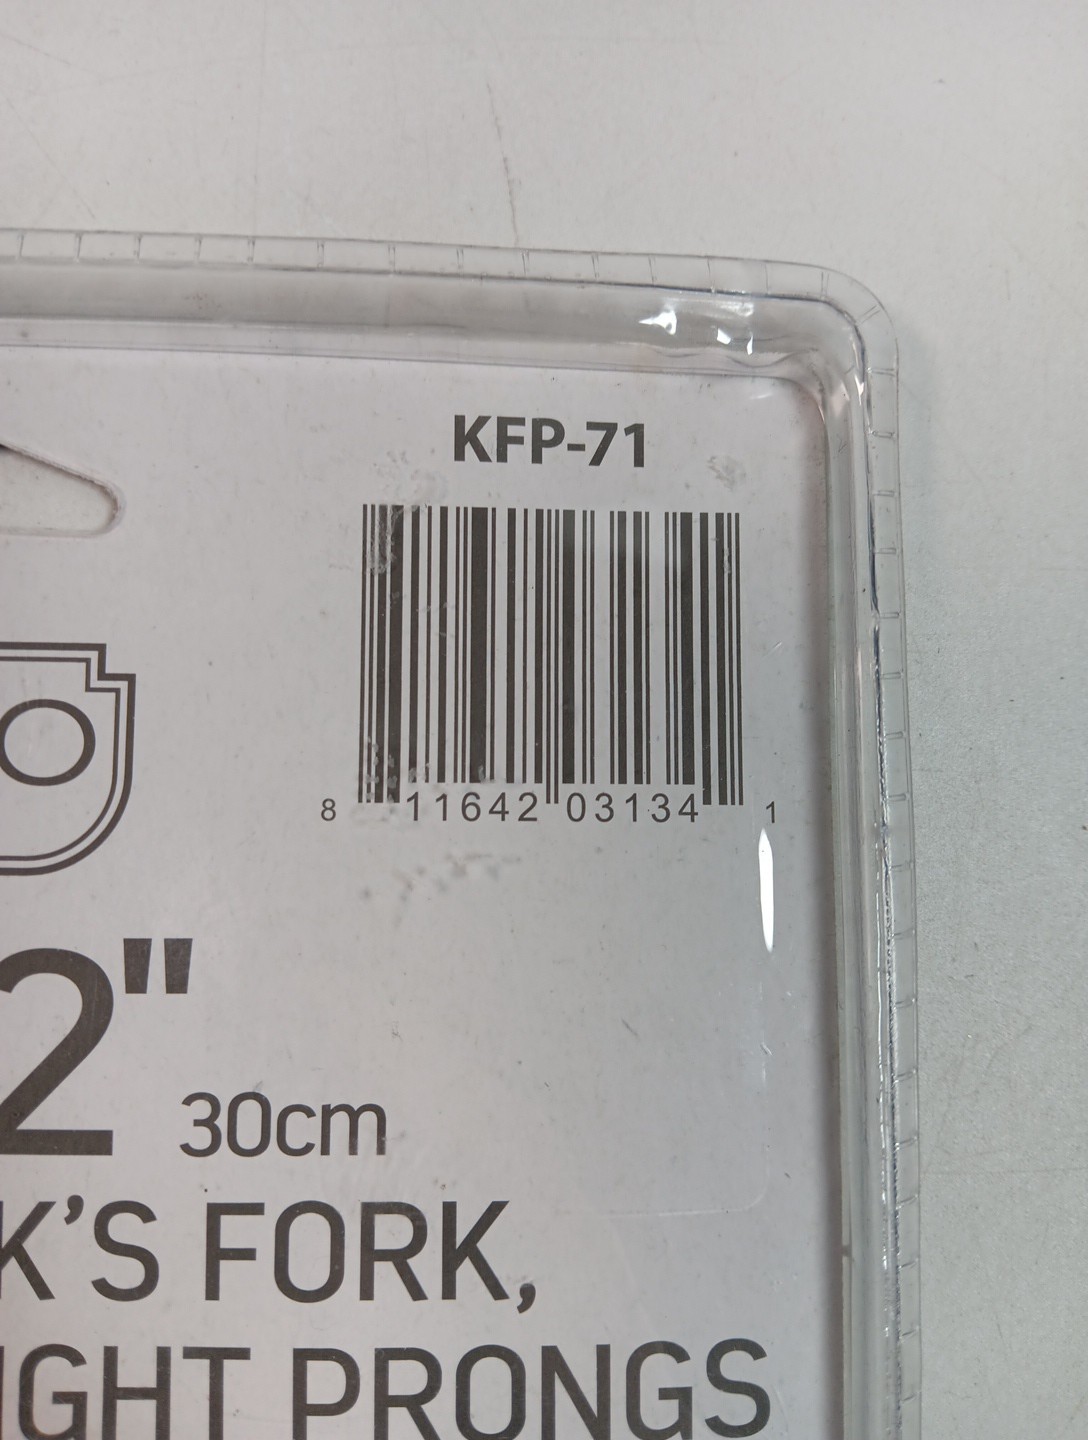 KFP-71
8 11642 03134 1
2" 30cm
K'S FORK,
IGHT PRONGS